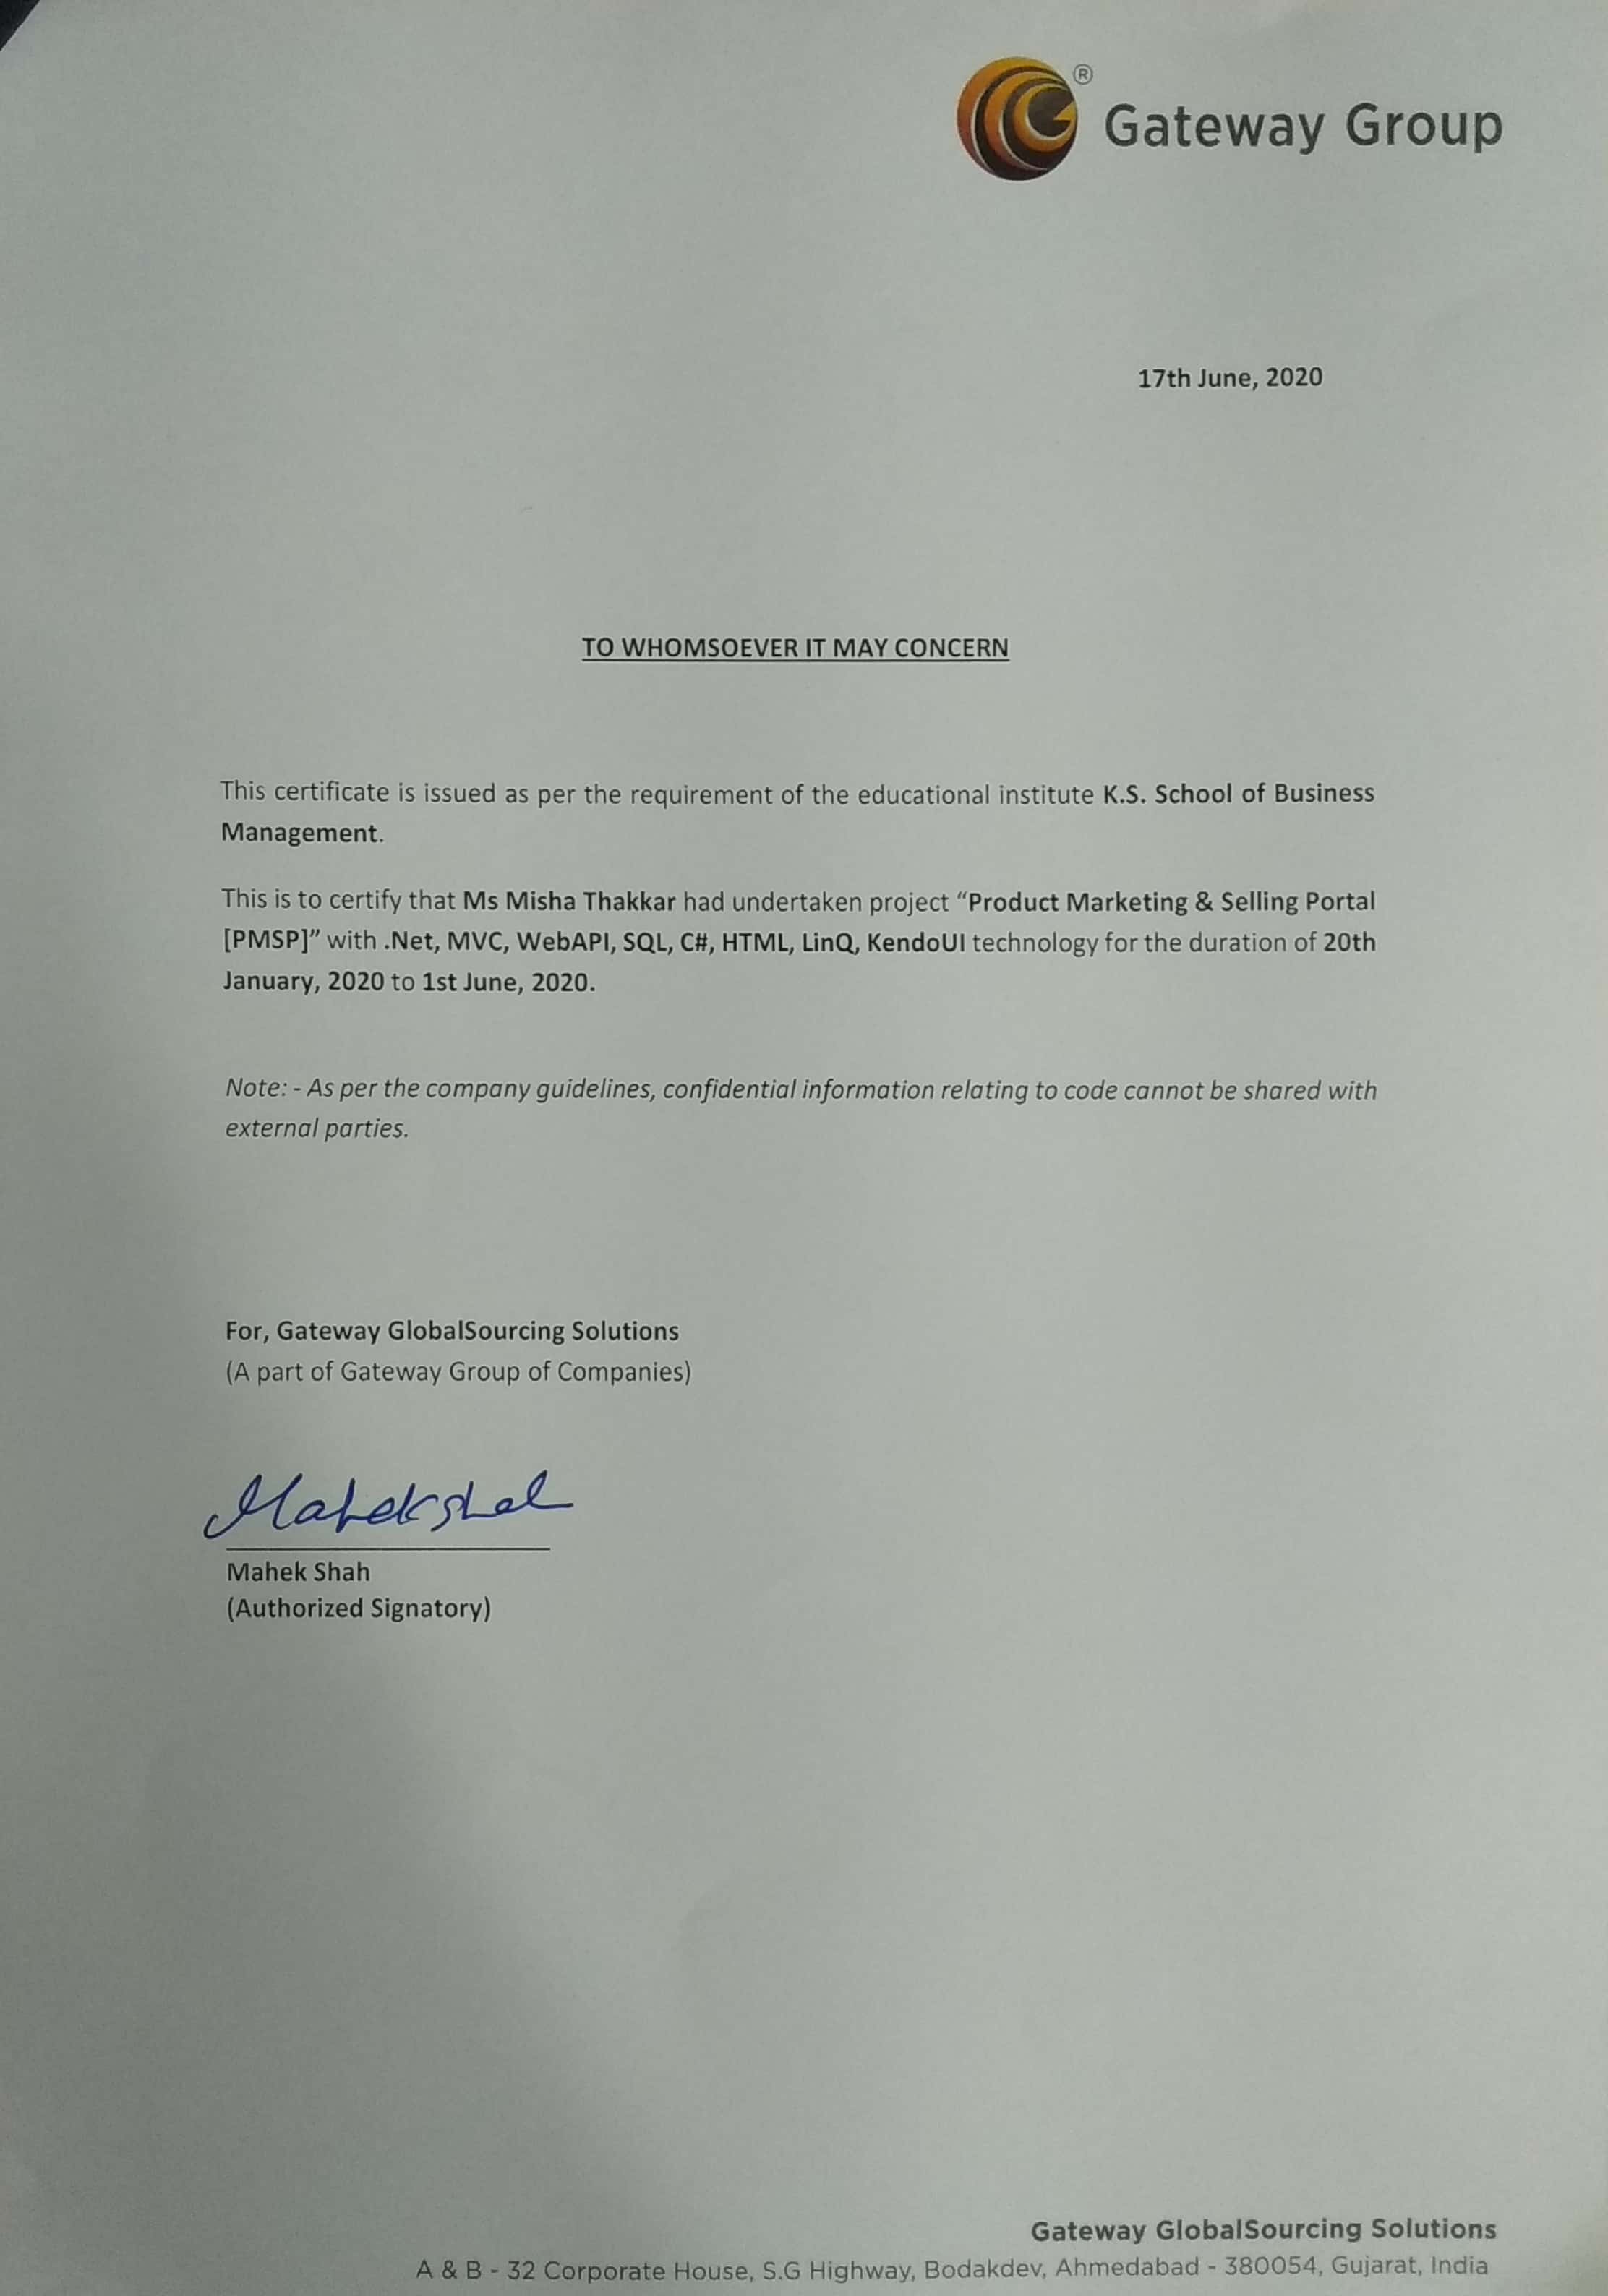 ®
Gateway Group
17th June, 2020
TO WHOMSOEVER IT MAY CONCERN
This certificate is issued as per the requirement of the educational institute K.S. School of Business
Management.
This is to certify that Ms Misha Thakkar had undertaken project “Product Marketing & Selling Portal
[PMSP]” with .Net, MVC, WebAPI, SQL, C#, HTML, LinQ, KendoUI technology for the duration of 20th
January, 2020 to 1st June, 2020.
Note: - As per the company guidelines, confidential information relating to code cannot be shared with
external parties.
For, Gateway GlobalSourcing Solutions
(A part of Gateway Group of Companies)
Mahek shah
Mahek Shah
(Authorized Signatory)
Gateway GlobalSourcing Solutions
A & B - 32 Corporate House, S.G Highway, Bodakdev, Ahmedabad - 380054, Gujarat, India